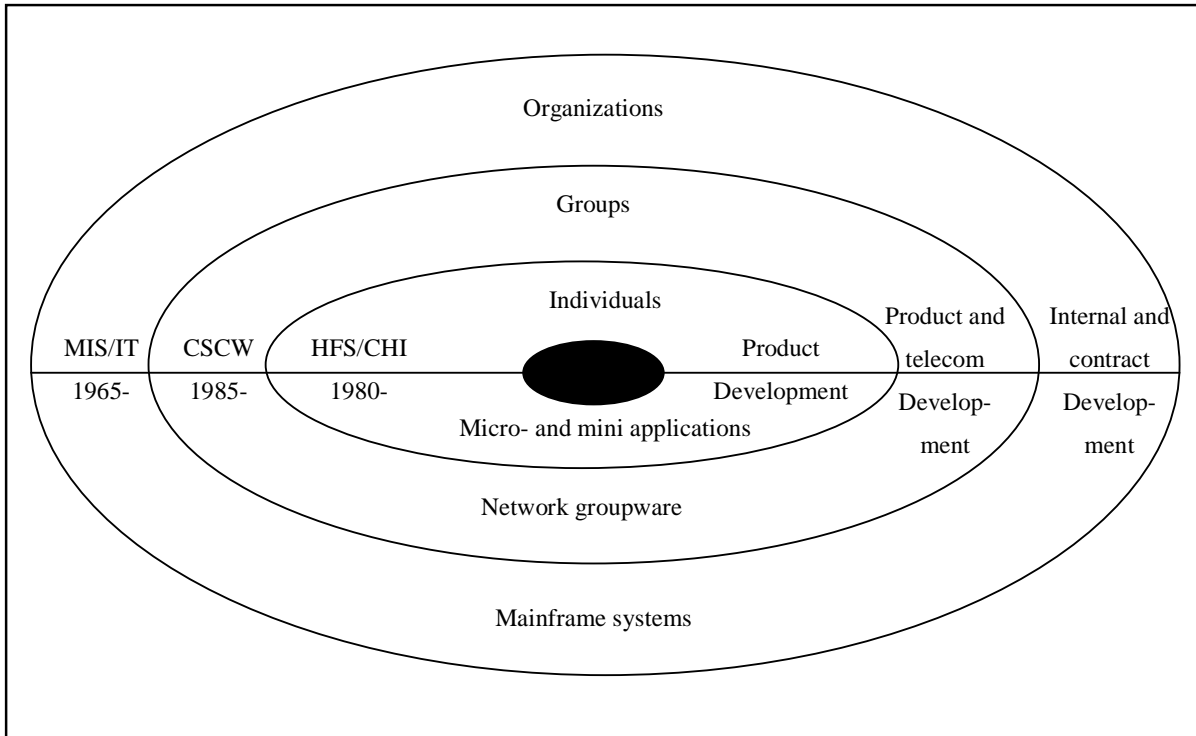 Organizations
Groups
Individuals
MIS/IT
1965-
CSCW
1985-
HFS/CHI
1980-
Product
Development
Product and
telecom
Develop-
ment
Internal and
contract
Develop-
ment
Micro- and mini applications
Network groupware
Mainframe systems